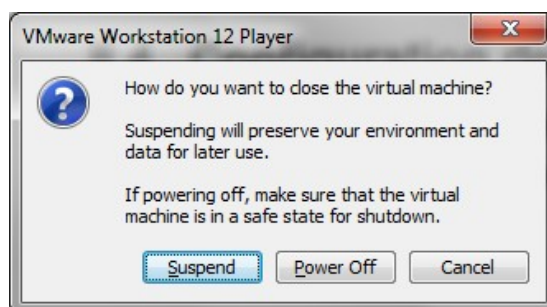 VMware Workstation 12 Player
How do you want to close the virtual machine?
Suspending will preserve your environment and
data for later use.
If powering off, make sure that the virtual
machine is in a safe state for shutdown.
Suspend Power Off Cancel